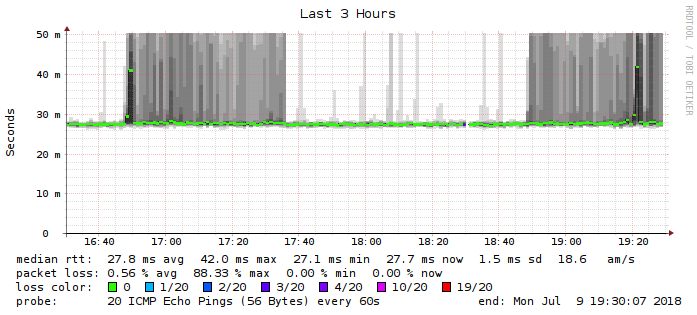 Last 3 Hours
RRDTOOL / TOBI OETIKER
Seconds
50 m
40 m
30 m
20 m
10 m
0
16:40 17:00 17:20 17:40 18:00 18:20 18:40 19:00 19:20
median rtt: 27.8 ms avg 42.0 ms max 27.1 ms min 27.7 ms now 1.5 ms sd 18.6 am/s
packet loss: 0.56 % avg 88.33 % max 0.00 % min 0.00 % now
loss color: 0 1/20 2/20 3/20 4/20 10/20 19/20
probe: 20 ICMP Echo Pings (56 Bytes) every 60s end: Mon Jul 9 19:30:07 2018